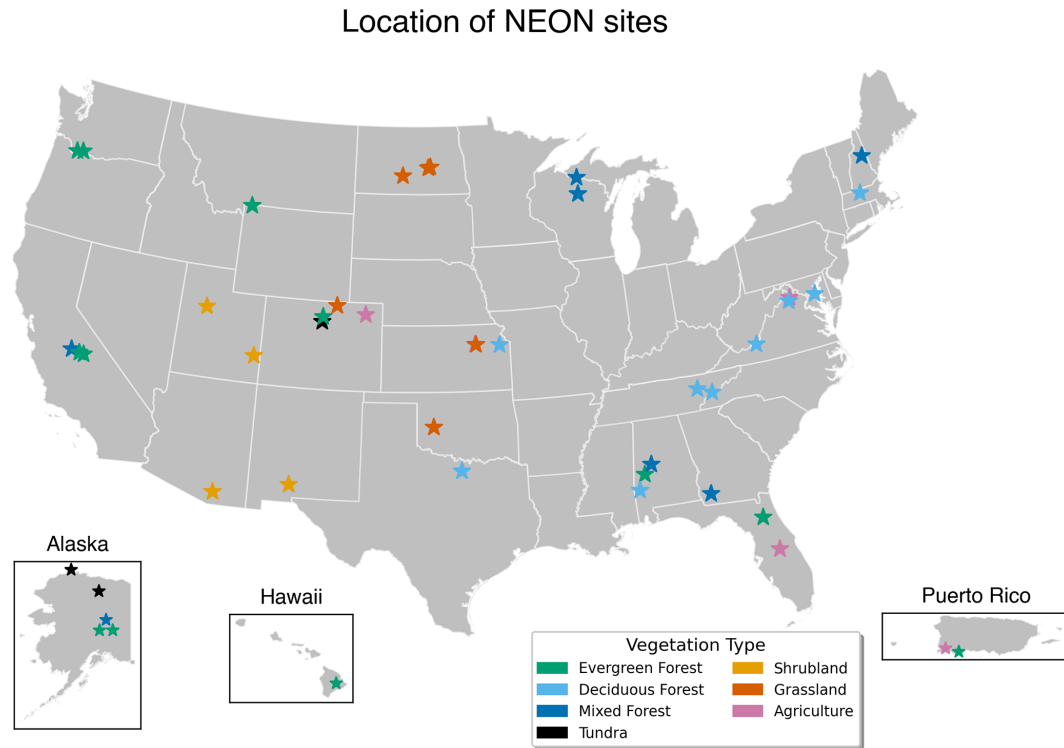 Location of NEON sites
Alaska
Hawaii
Puerto Rico
Vegetation Type
Evergreen Forest
Deciduous Forest
Mixed Forest
Tundra
Shrubland
Grassland
Agriculture